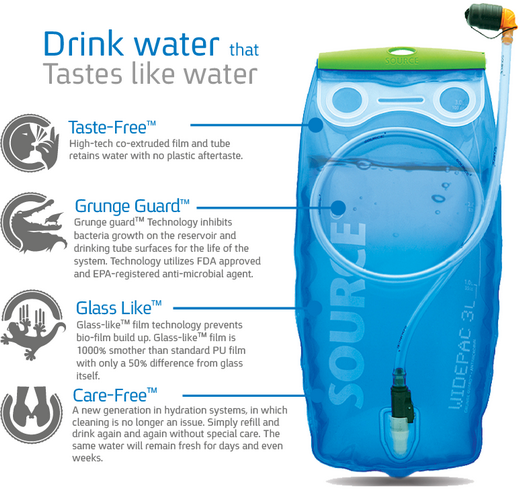 Drink water that
Tastes like water
Taste-Free™
High-tech co-extruded film and tube
retains water with no plastic aftertaste.
Grunge Guard™
Grunge guard™ Technology inhibits
bacteria growth on the reservoir and
drinking tube surfaces for the life of the
system. Technology utilizes FDA approved
and EPA-registered anti-microbial agent.
Glass Like™
Glass-like™ film technology prevents
bio-film build up. Glass-like™ film is
1000% smother than standard PU film
with only a 50% difference from glass
itself.
Care-Free™
A new generation in hydration systems, in which
cleaning is no longer an issue. Simply refill and
drink again and again without special care. The
same water will remain fresh for days and even
weeks.
SOURCE
SOURCE
WIDEPAC 3L